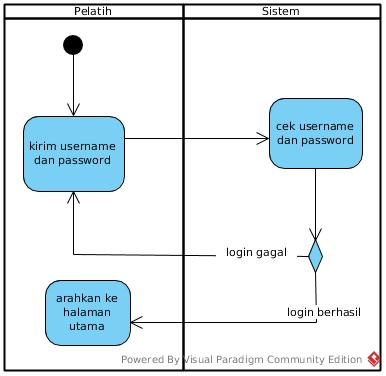 Pelatih
Sistem
kirim username
dan password
cek username
dan password
login gagal
arahkan ke
halaman
utama
login berhasil
Powered By Visual Paradigm Community Edition